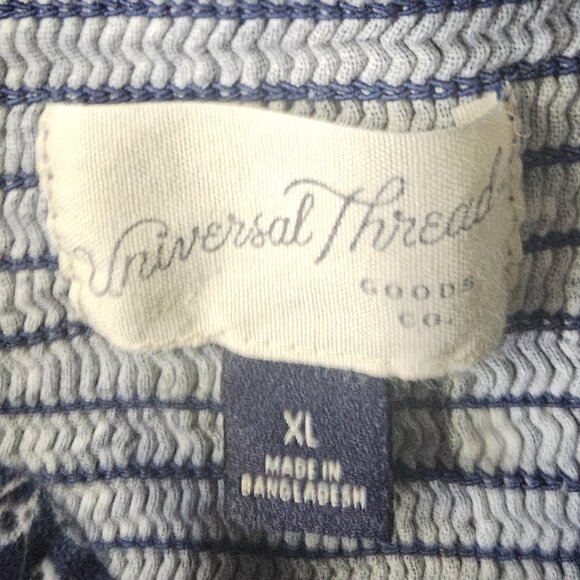 Universal Thread
GOODS
CO.
XL
MADE IN
BANGLADESH